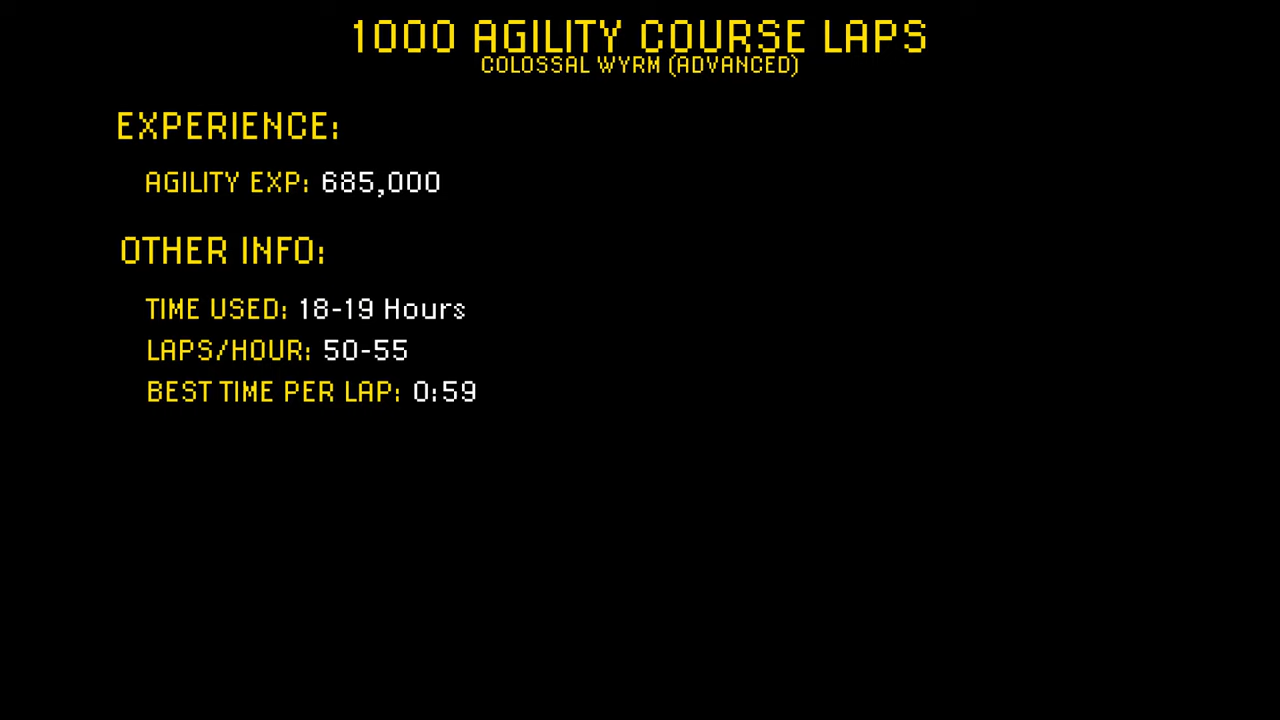 1000 AGILITY COURSE LAPS
COLOSSAL WYRM (ADVANCED)
EXPERIENCE:
AGILITY EXP: 685,000
OTHER INFO:
TIME USED: 18-19 Hours
LAPS/HOUR: 50-55
BEST TIME PER LAP: 0:59